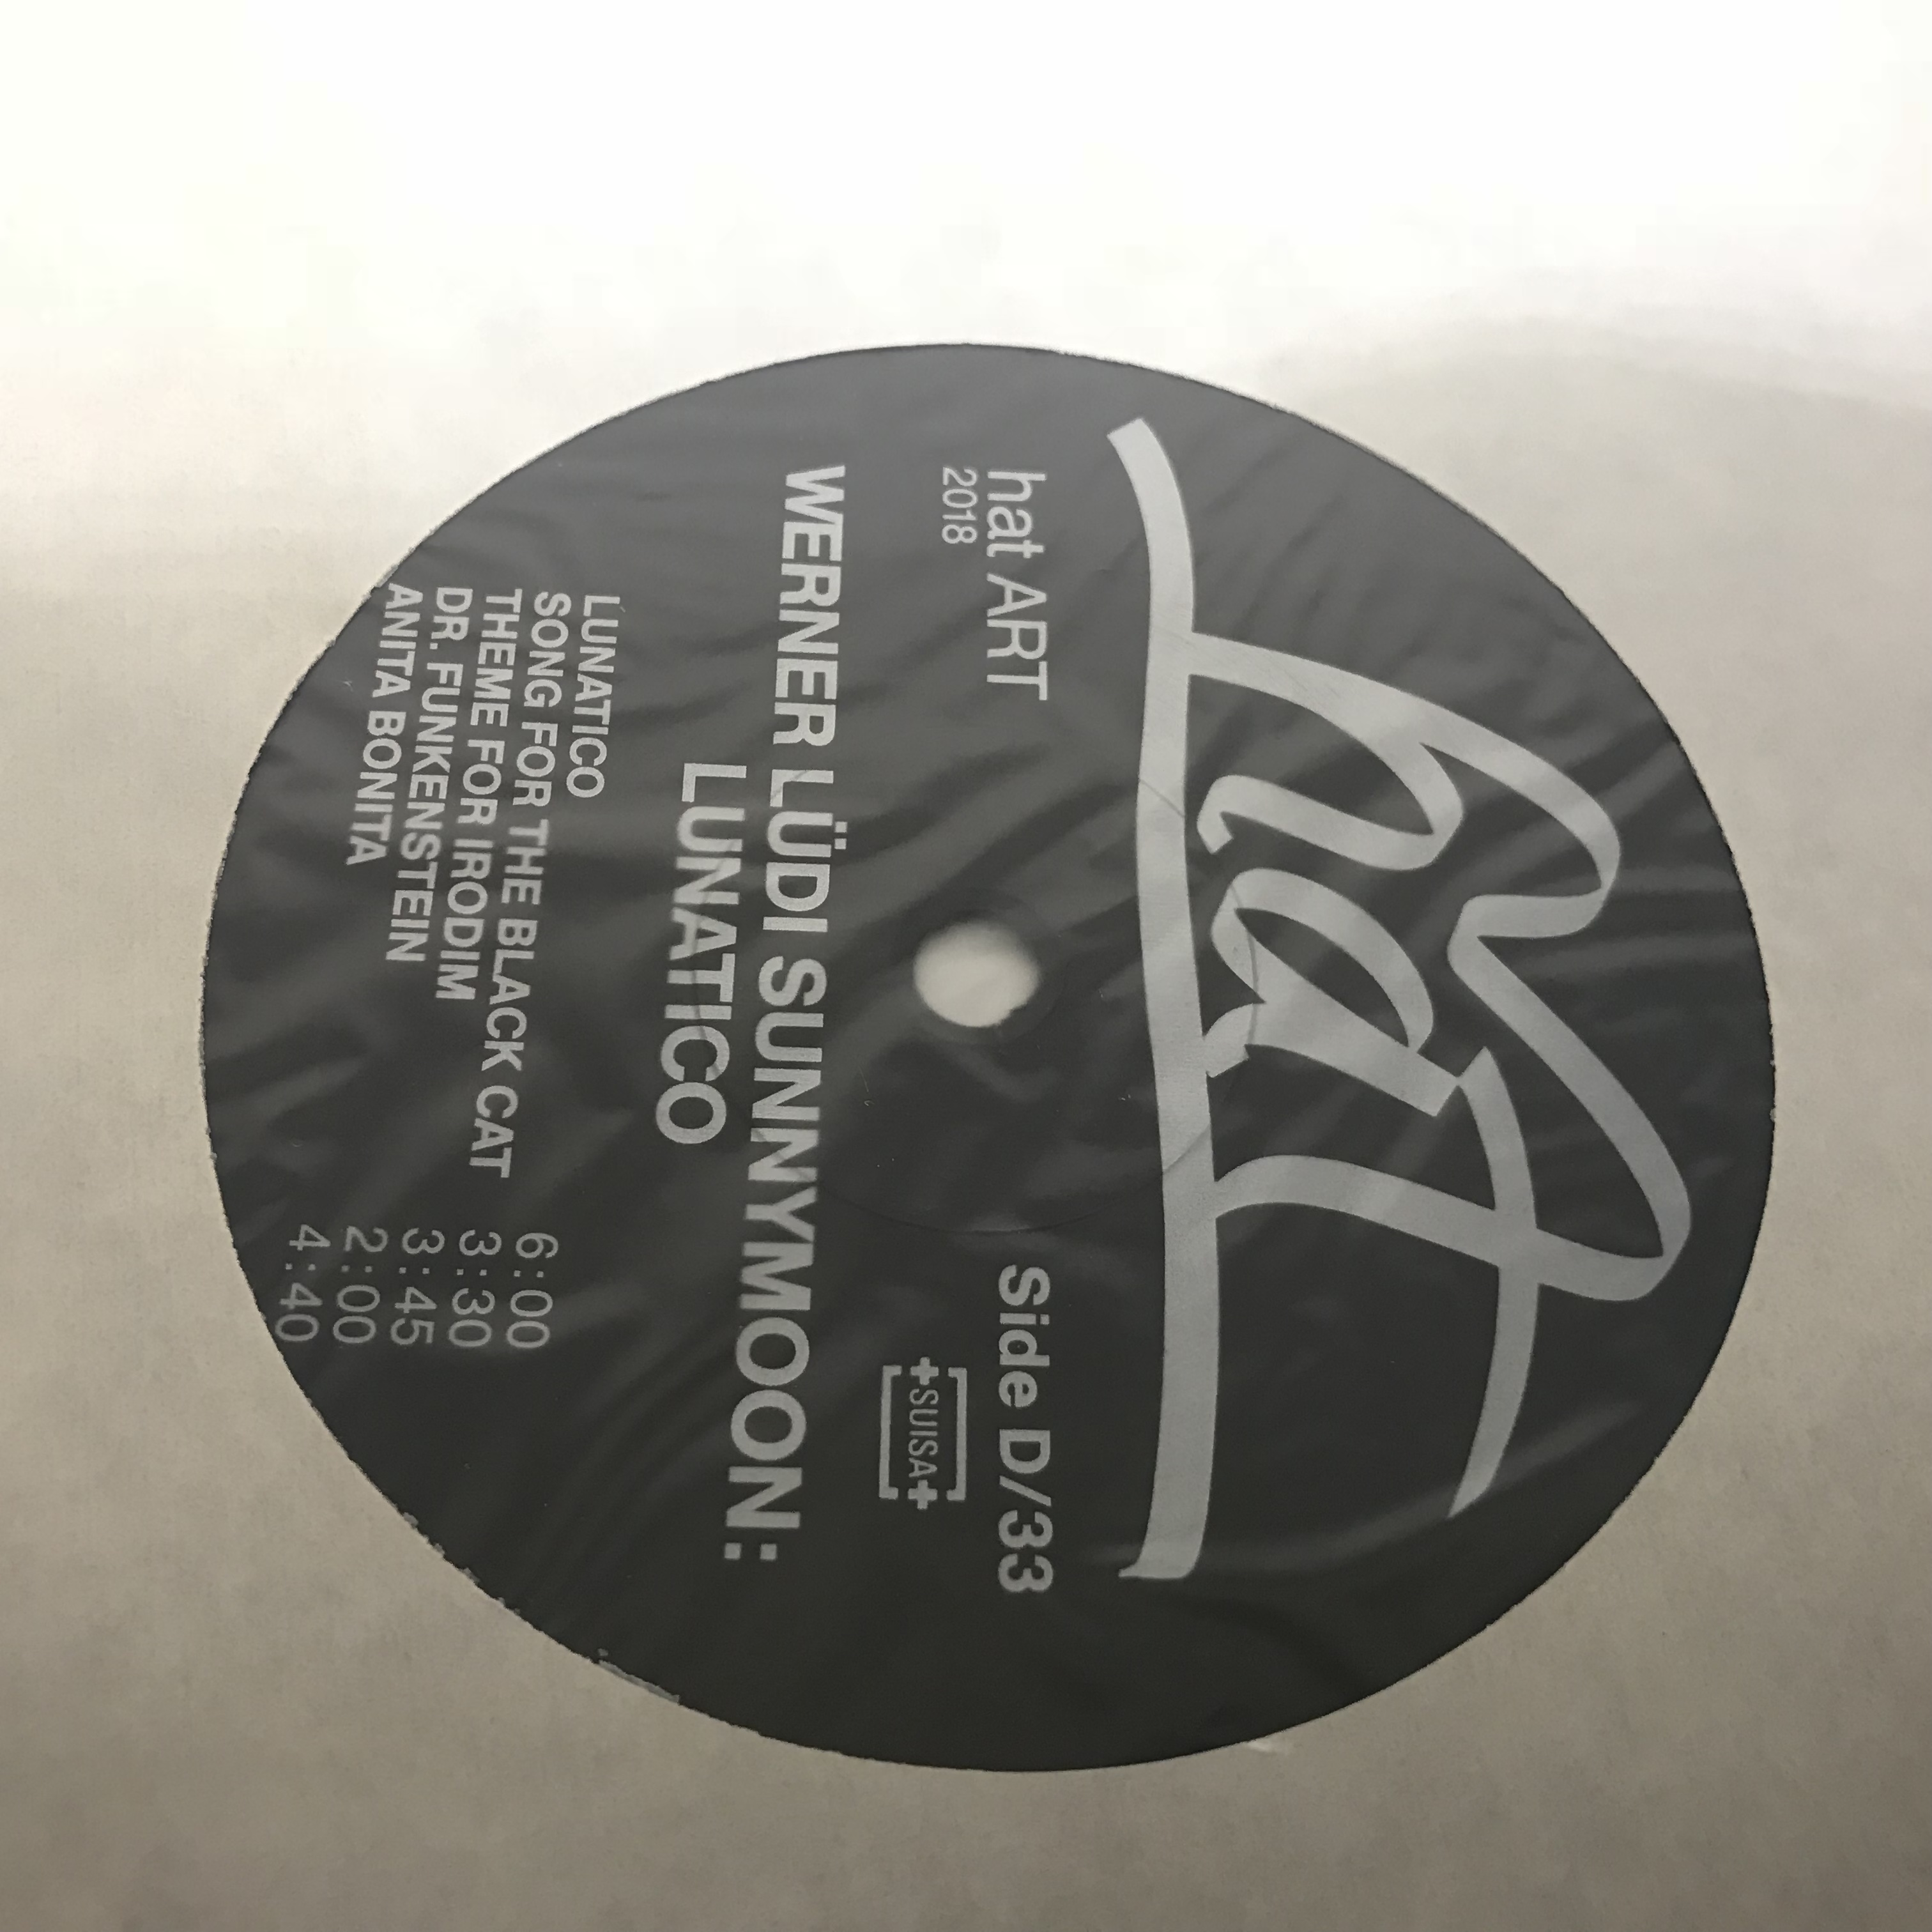 hat
hat ART
2018
Side D/33
SUISA
WERNER LÜDI SUNNYMOON:
LUNATICO
LUNATICO 6:00
SONG FOR THE BLACK CAT 3:30
THEME FOR IRODIM 3:45
DR. FUNKENSTEIN 2:00
ANITA BONITA 4:40